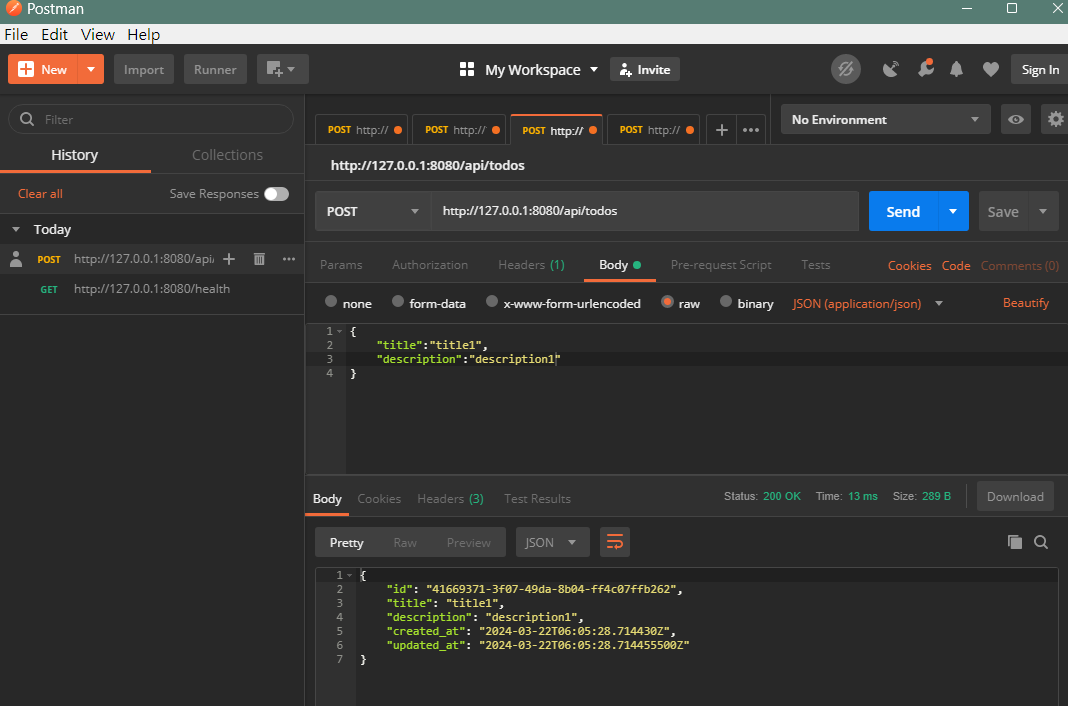 Postman
File Edit View Help
New Import Runner My Workspace Invite Sign In
Filter
History Collections
Clear all Save Responses
Today
POST http://127.0.0.1:8080/api/
GET http://127.0.0.1:8080/health
POST http:// POST http:// POST http:// POST http:// No Environment
http://127.0.0.1:8080/api/todos
POST http://127.0.0.1:8080/api/todos Send Save
Params Authorization Headers (1) Body Pre-request Script Tests Cookies Code Comments (0)
none form-data x-www-form-urlencoded raw binary JSON (application/json) Beautify
1 {
2 "title":"title1",
3 "description":"description1"
4 }
Body Cookies Headers (3) Test Results Status: 200 OK Time: 13 ms Size: 289 B Download
Pretty Raw Preview JSON
1 {
2 "id": "41669371-3f07-49da-8b04-ff4c07ffb262",
3 "title": "title1",
4 "description": "description1",
5 "created_at": "2024-03-22T06:05:28.714430Z",
6 "updated_at": "2024-03-22T06:05:28.714455500Z"
7 }